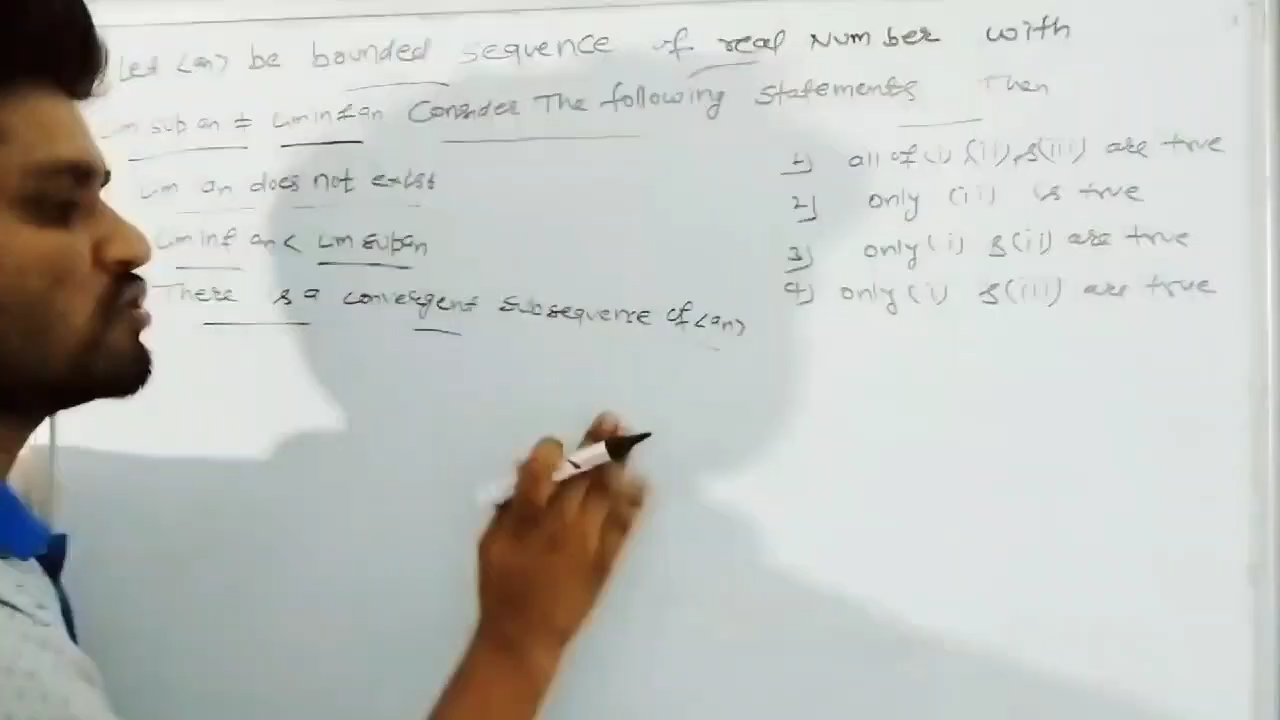 Let <an> be bounded sequence of real Number with
lim sup an ≠ Lim inf an Consider The following Statements Then
Lim an does not exist
Lim inf an < Lim sup an
There is a convergent subsequence of <an>
1) all of (i) (ii) & (iii) are true
2) only (ii) is true
3) only (i) & (ii) are true
4) only (i) & (iii) are true